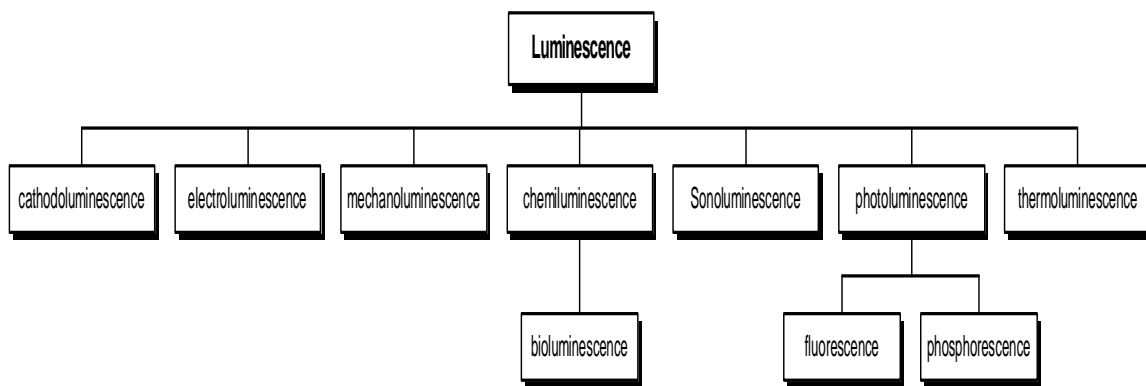 Luminescence
cathodoluminescence
electroluminescence
mechanoluminescence
chemiluminescence
Sonoluminescence
photoluminescence
thermoluminescence
bioluminescence
fluorescence
phosphorescence